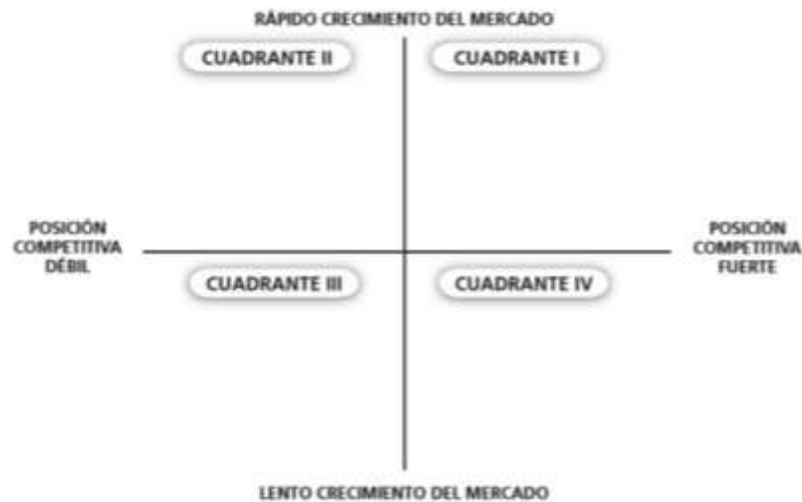 RÁPIDO CRECIMIENTO DEL MERCADO
CUADRANTE II
CUADRANTE I
POSICIÓN
COMPETITIVA
DÉBIL
POSICIÓN
COMPETITIVA
FUERTE
CUADRANTE III
CUADRANTE IV
LENTO CRECIMIENTO DEL MERCADO